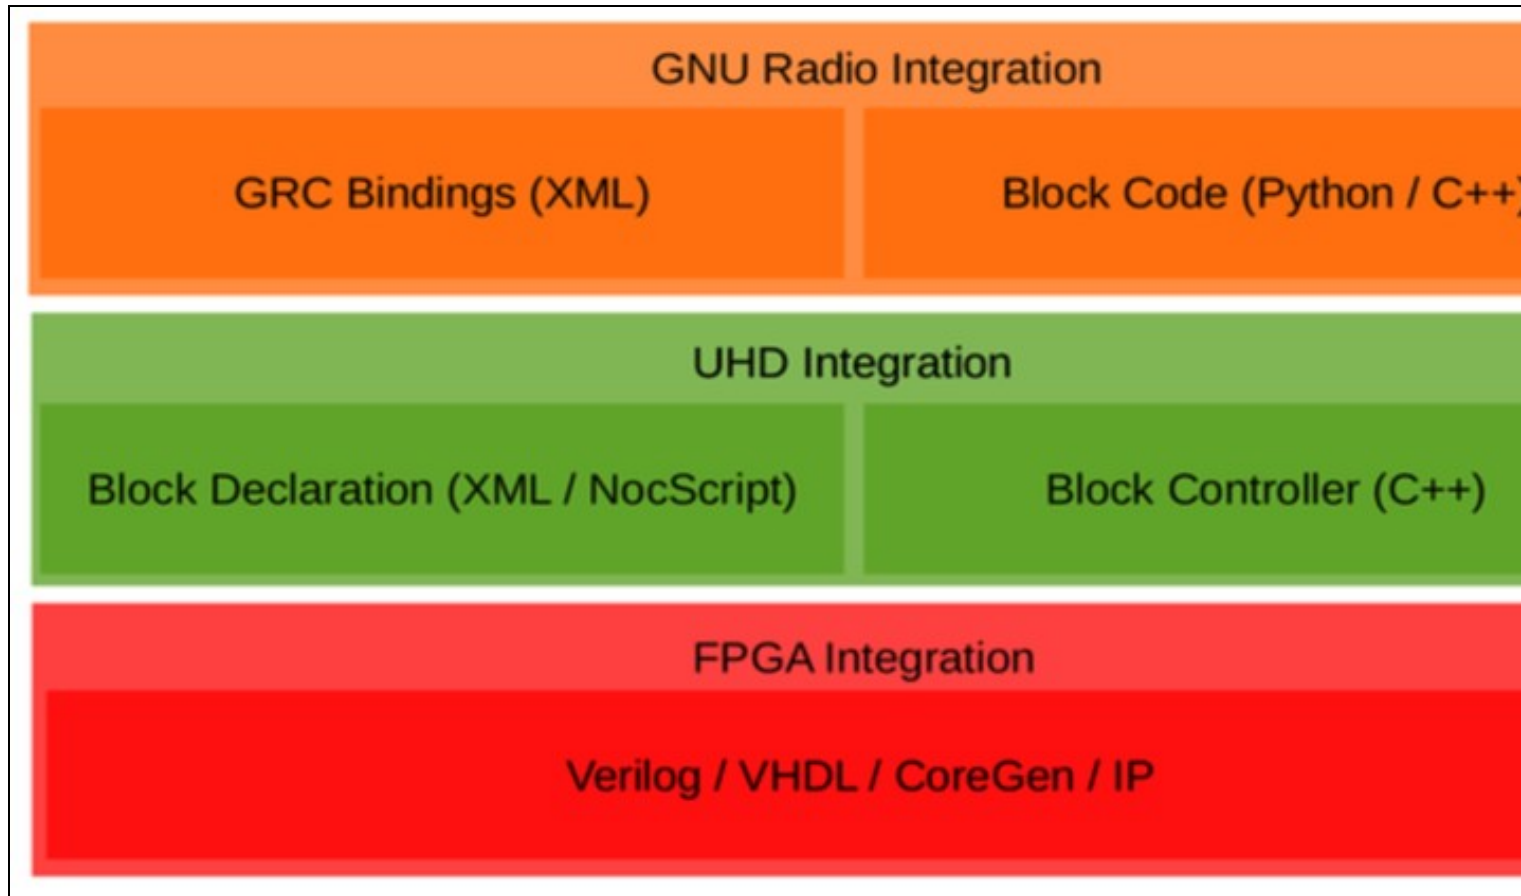 GNU Radio Integration
GRC Bindings (XML)
Block Code (Python / C++)
UHD Integration
Block Declaration (XML / NocScript)
Block Controller (C++)
FPGA Integration
Verilog / VHDL / CoreGen / IP